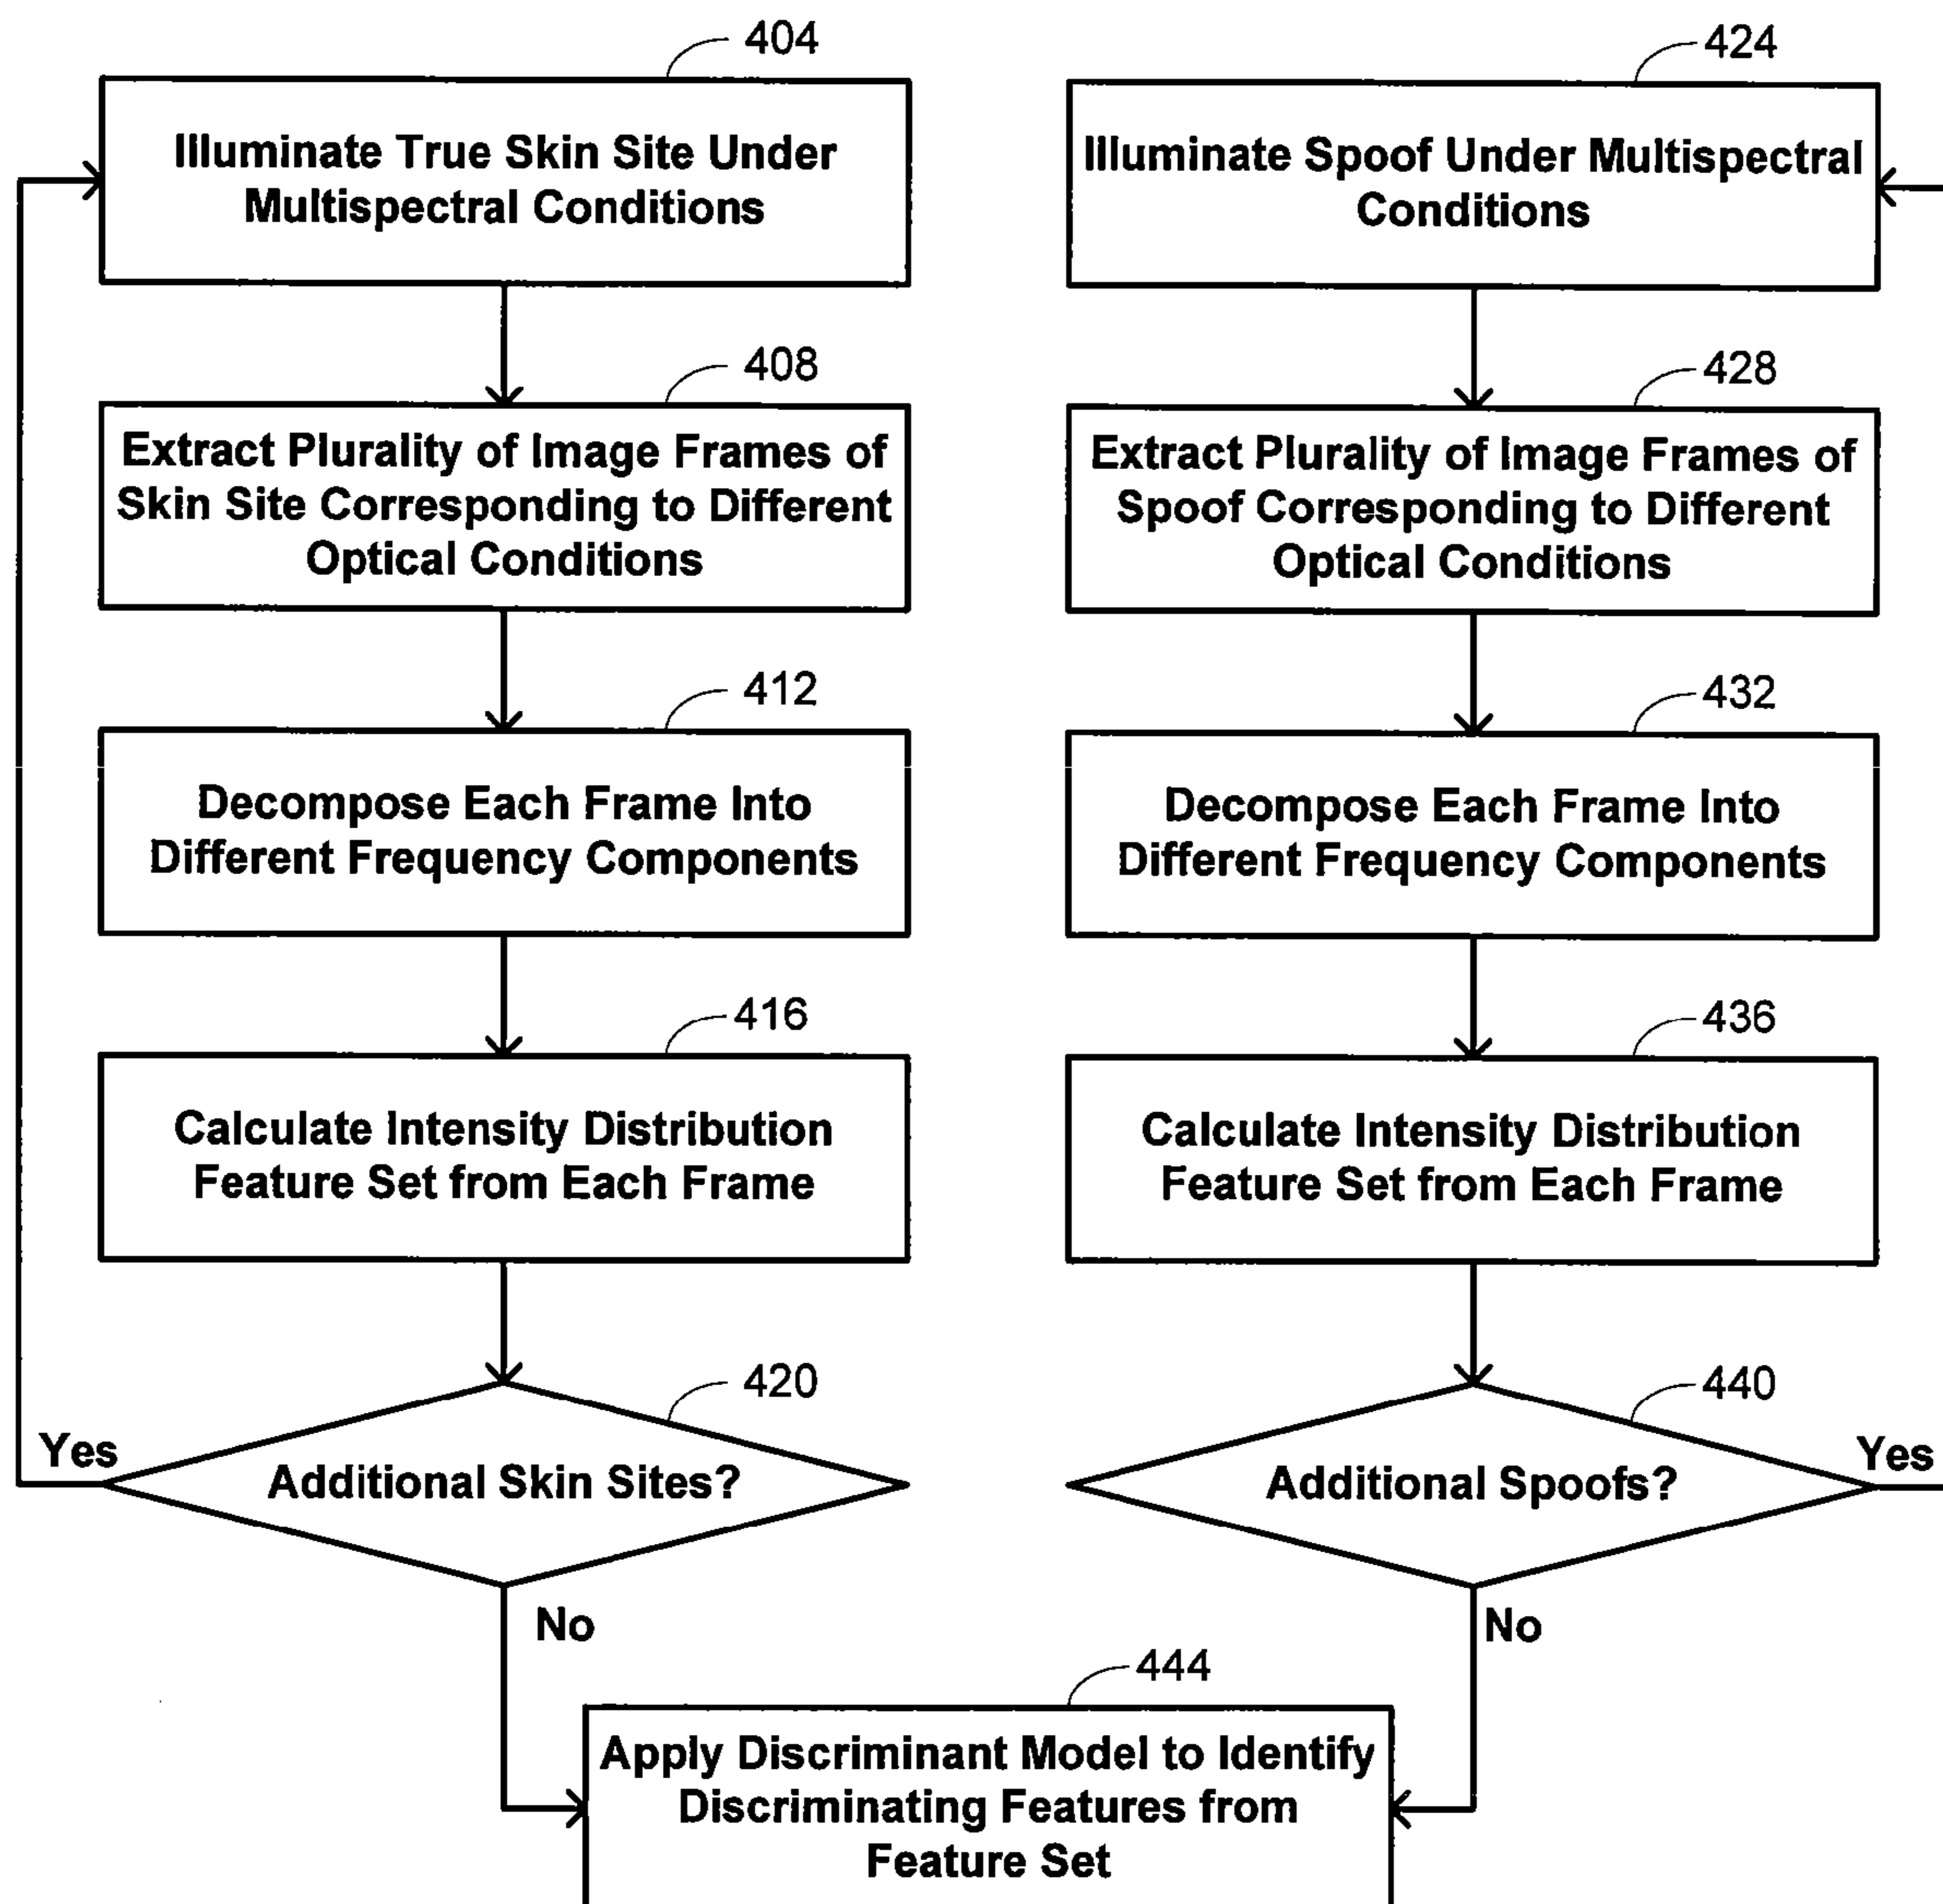 404
Illuminate True Skin Site Under
Multispectral Conditions
408
Extract Plurality of Image Frames of
Skin Site Corresponding to Different
Optical Conditions
412
Decompose Each Frame Into
Different Frequency Components
416
Calculate Intensity Distribution
Feature Set from Each Frame
420
Additional Skin Sites?
Yes
No
424
Illuminate Spoof Under Multispectral
Conditions
428
Extract Plurality of Image Frames of
Spoof Corresponding to Different
Optical Conditions
432
Decompose Each Frame Into
Different Frequency Components
436
Calculate Intensity Distribution
Feature Set from Each Frame
440
Additional Spoofs?
Yes
No
444
Apply Discriminant Model to Identify
Discriminating Features from
Feature Set